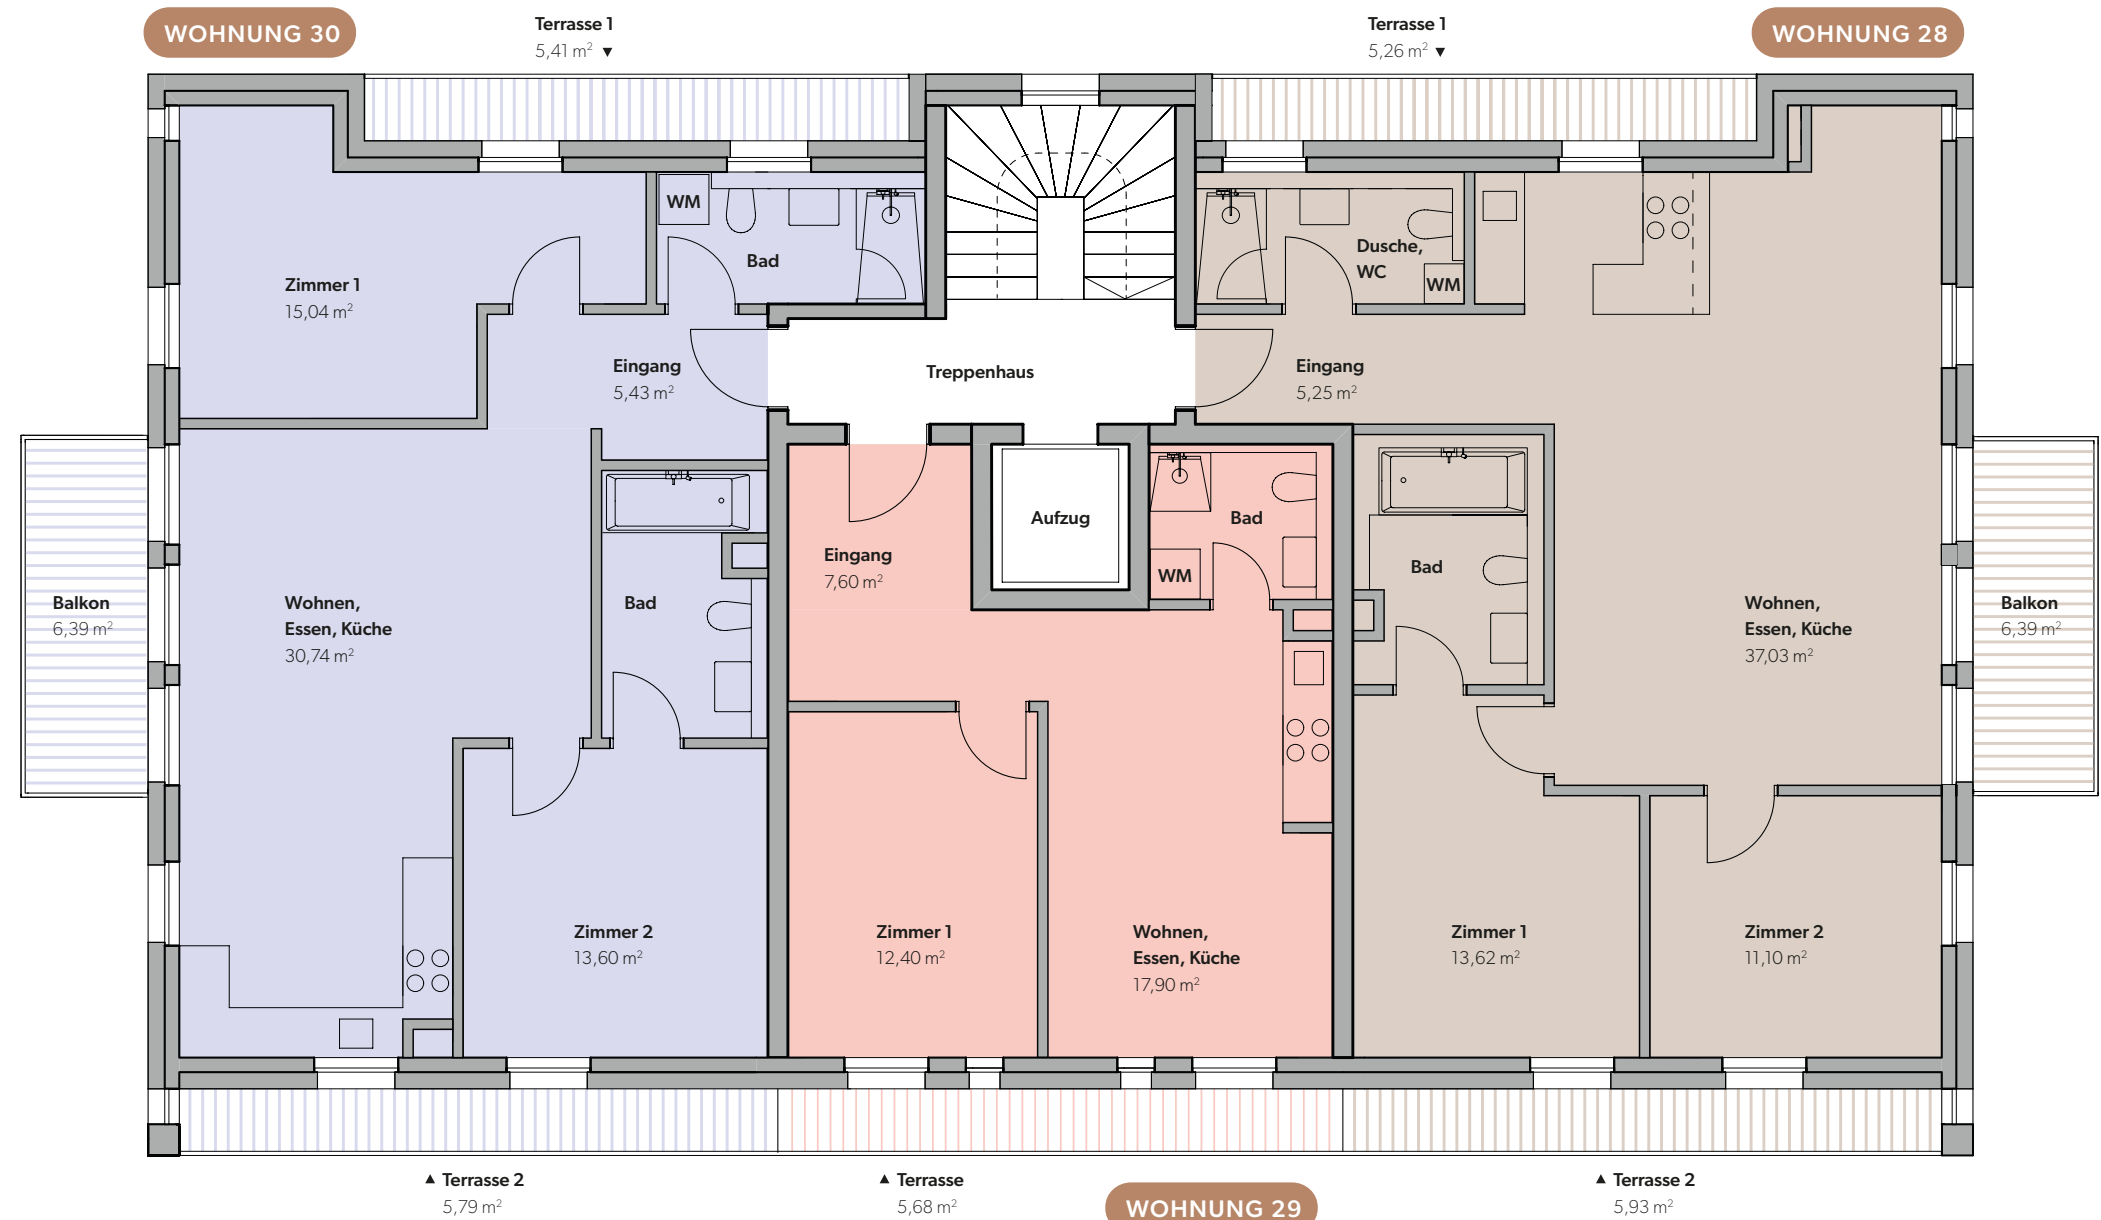 WOHNUNG 30
Terrasse 1
5,41 m² ▼
Terrasse 1
5,26 m² ▼
WOHNUNG 28
WM
Bad
Zimmer 1
15,04 m²
Dusche,
WC
WM
Eingang
5,43 m²
Treppenhaus
Eingang
5,25 m²
Aufzug
Bad
WM
Eingang
7,60 m²
Bad
Balkon
6,39 m²
Wohnen,
Essen, Küche
30,74 m²
Bad
Wohnen,
Essen, Küche
37,03 m²
Balkon
6,39 m²
Zimmer 2
13,60 m²
Zimmer 1
12,40 m²
Wohnen,
Essen, Küche
17,90 m²
Zimmer 1
13,62 m²
Zimmer 2
11,10 m²
▲ Terrasse 2
5,79 m²
▲ Terrasse
5,68 m²
WOHNUNG 29
▲ Terrasse 2
5,93 m²